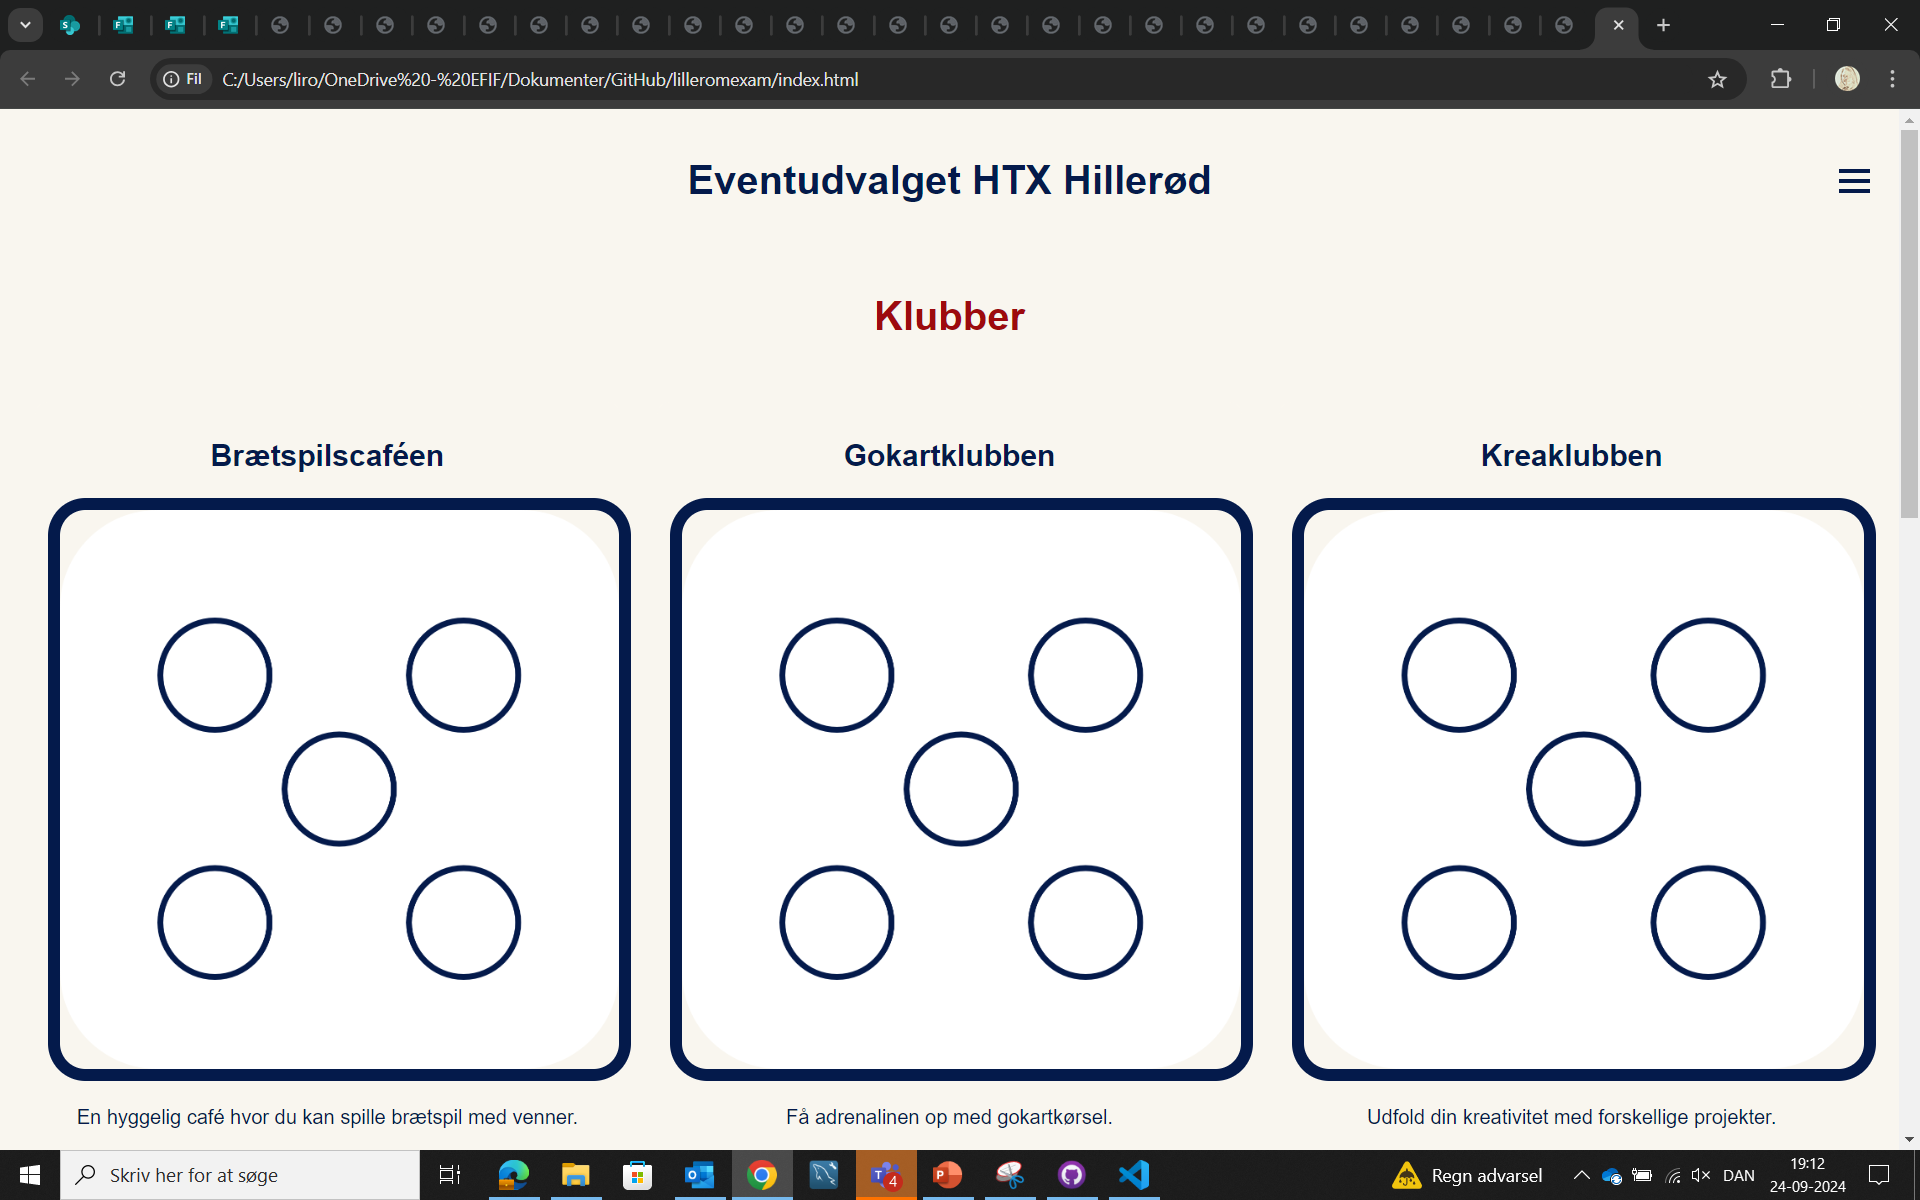 Fil C:/Users/liro/OneDrive%20-%20EFIF/Dokumenter/GitHub/lilleromexam/index.html
Eventudvalget HTX Hillerød
Klubber
Brætspilscaféen
Gokartklubben
Kreaklubben
En hyggelig café hvor du kan spille brætspil med venner.
Få adrenalinen op med gokartkørsel.
Udfold din kreativitet med forskellige projekter.
Skriv her for at søge
4
Regn advarsel
DAN
19:12
24-09-2024